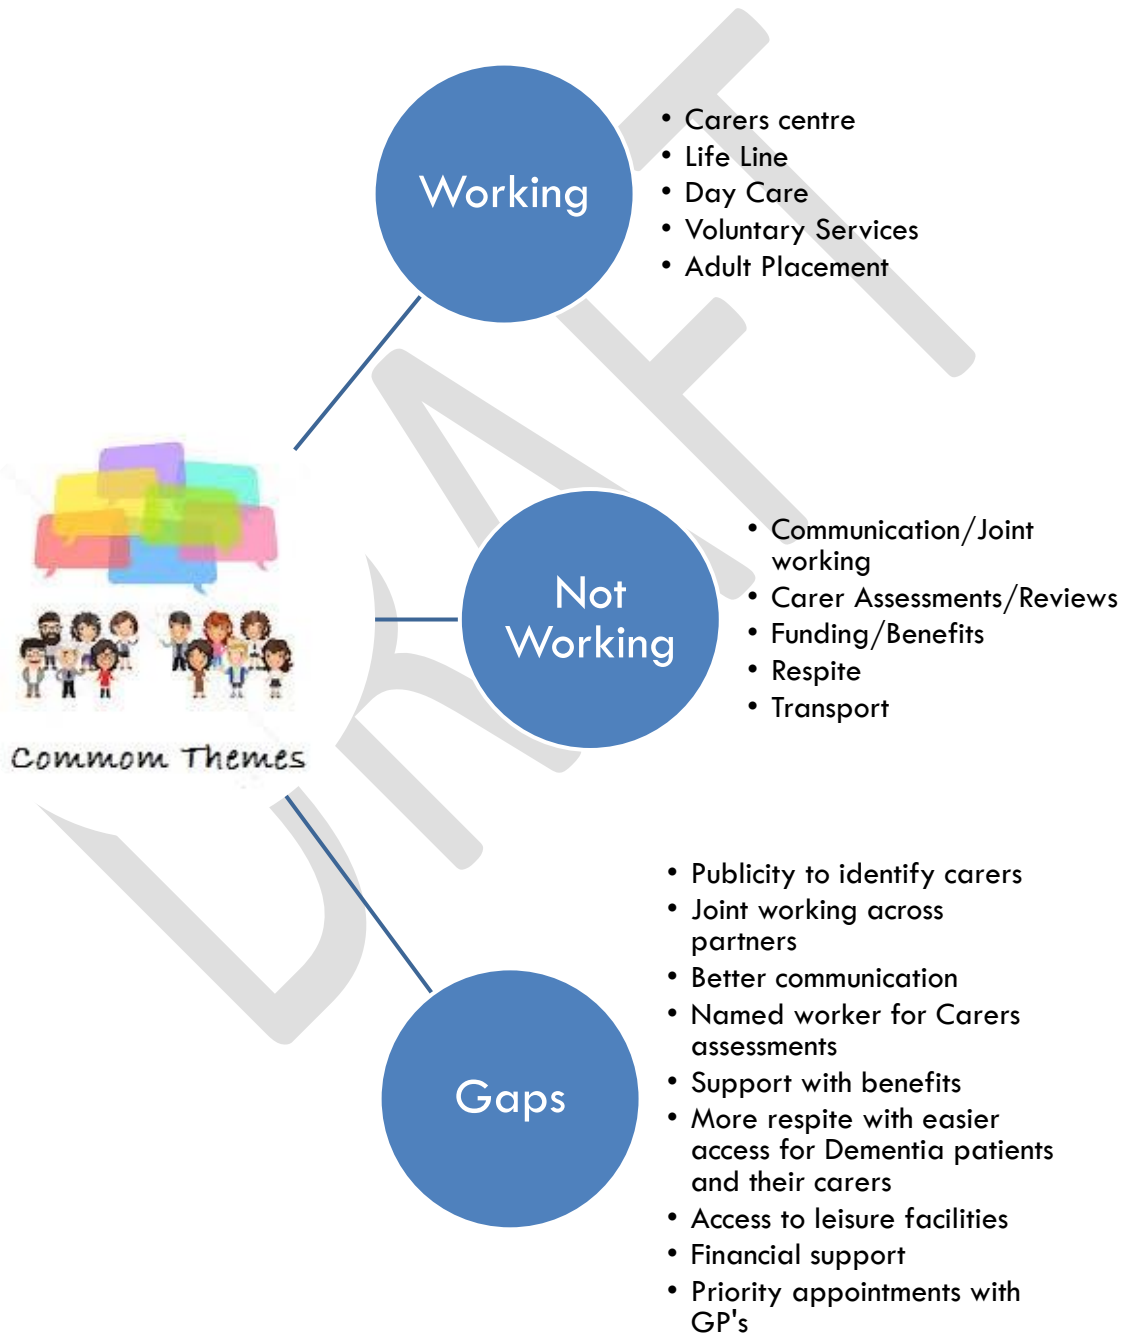 Working
• Carers centre
• Life Line
• Day Care
• Voluntary Services
• Adult Placement
Commom Themes
Not
Working
• Communication/Joint
working
• Carer Assessments/Reviews
• Funding/Benefits
• Respite
• Transport
Gaps
• Publicity to identify carers
• Joint working across
partners
• Better communication
• Named worker for Carers
assessments
• Support with benefits
• More respite with easier
access for Dementia patients
and their carers
• Access to leisure facilities
• Financial support
• Priority appointments with
GP's
DRAFT